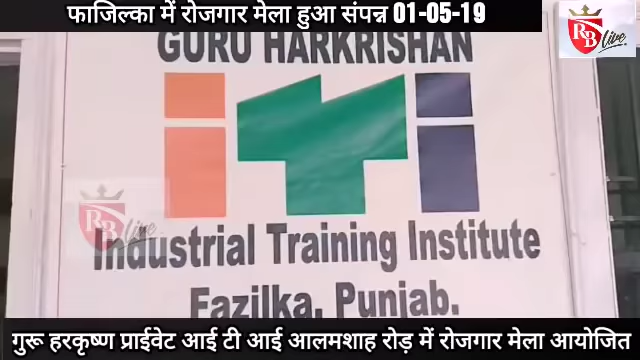 फाजिल्का में रोजगार मेला हुआ संपन्न 01-05-19
RB Live
GURU HARKRISHAN
iTi
Industrial Training Institute
Fazilka, Punjab.
RB Live
गुरू हरकृष्ण प्राईवेट आई टी आई आलमशाह रोड़ में रोजगार मेला आयोजित